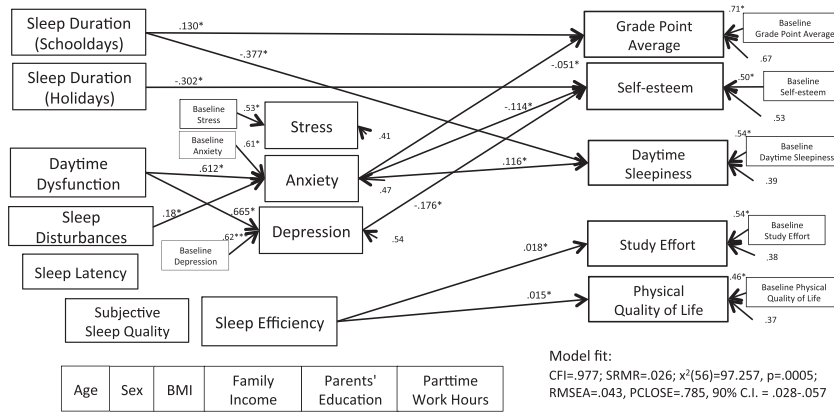 Sleep Duration
(Schooldays)
.130*
-.377*
Sleep Duration
(Holidays)
-.302*
Baseline
Stress
.53*
Stress
.41
Baseline
Anxiety
.61*
Daytime
Dysfunction
.612*
Anxiety
.47
Sleep
Disturbances
.18*
.665*
Depression
.54
Baseline
Depression
.62**
Sleep Latency
Subjective
Sleep Quality
Sleep Efficiency
-.051*
-.114*
.116*
-.176*
.018*
.015*
Grade Point
Average
.71*
Baseline
Grade Point Average
.67
Self-esteem
.50*
Baseline
Self-esteem
.53
Daytime
Sleepiness
.54*
Baseline
Daytime Sleepiness
.39
Study Effort
.54*
Baseline
Study Effort
.38
Physical
Quality of Life
.46*
Baseline Physical
Quality of Life
.37
Age
Sex
BMI
Family
Income
Parents'
Education
Parttime
Work Hours
Model fit:
CFI=.977; SRMR=.026; x²(56)=97.257, p=.0005;
RMSEA=.043, PCLOSE=.785, 90% C.I. = .028-.057